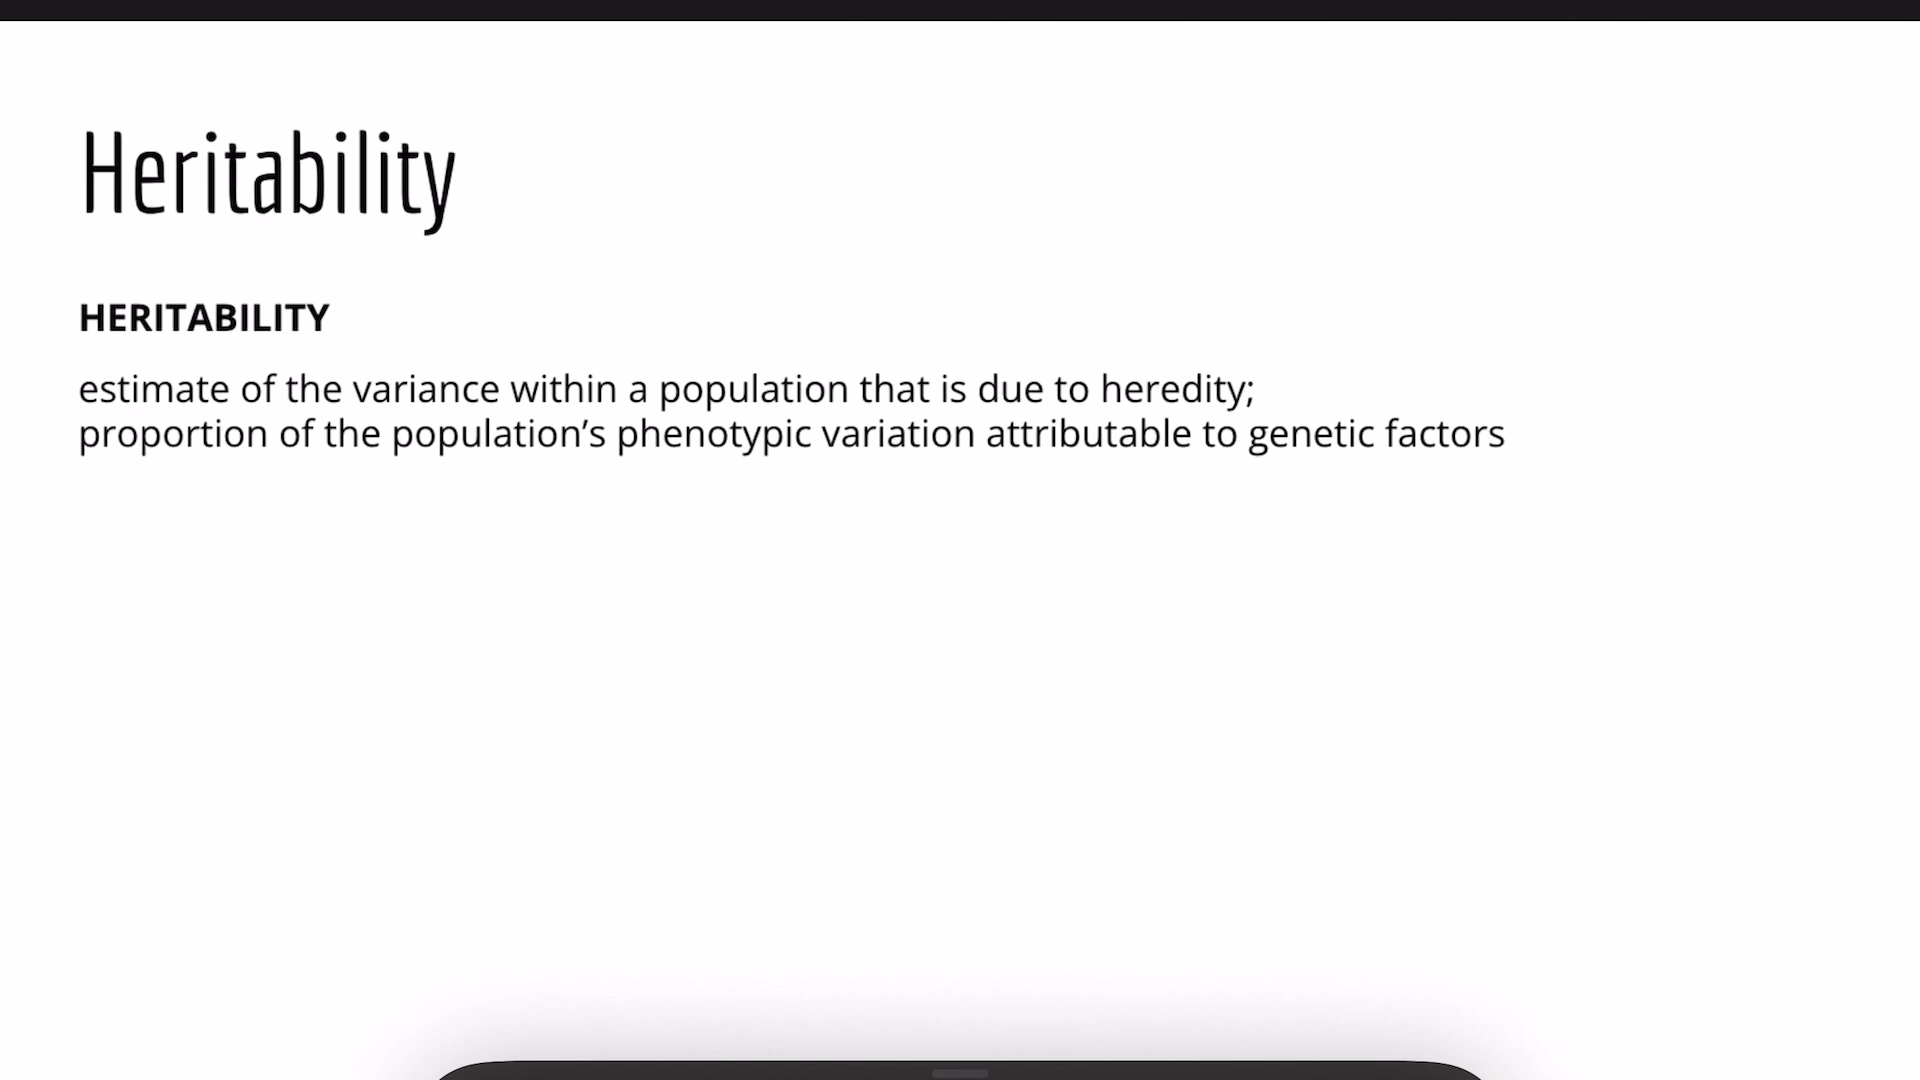 Heritability
HERITABILITY
estimate of the variance within a population that is due to heredity;
proportion of the population’s phenotypic variation attributable to genetic factors